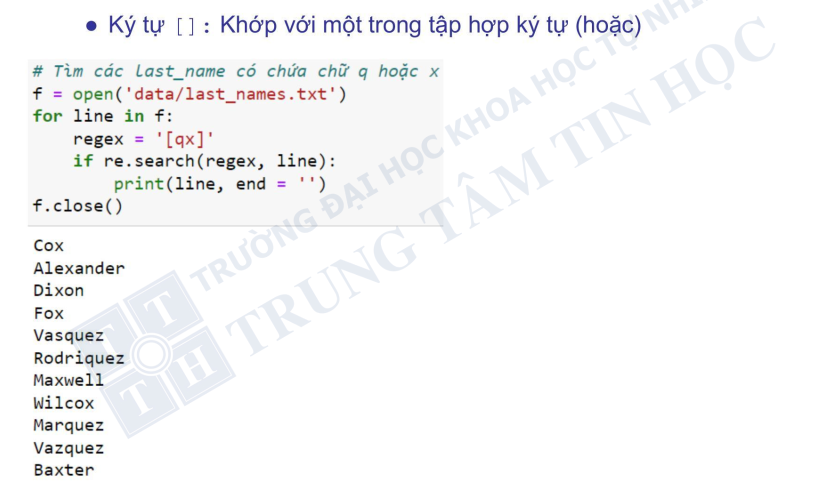 ● Ký tự [] : Khớp với một trong tập hợp ký tự (hoặc)
# Tìm các last_name có chứa chữ q hoặc x
f = open('data/last_names.txt')
for line in f:
    regex = '[qx]'
    if re.search(regex, line):
        print(line, end = '')
f.close()
Cox
Alexander
Dixon
Fox
Vasquez
Rodriquez
Maxwell
Wilcox
Marquez
Vazquez
Baxter
TRƯỜNG ĐẠI HỌC KHOA HỌC TỰ NHI
TRUNG TÂM TIN HỌC
T T
T H